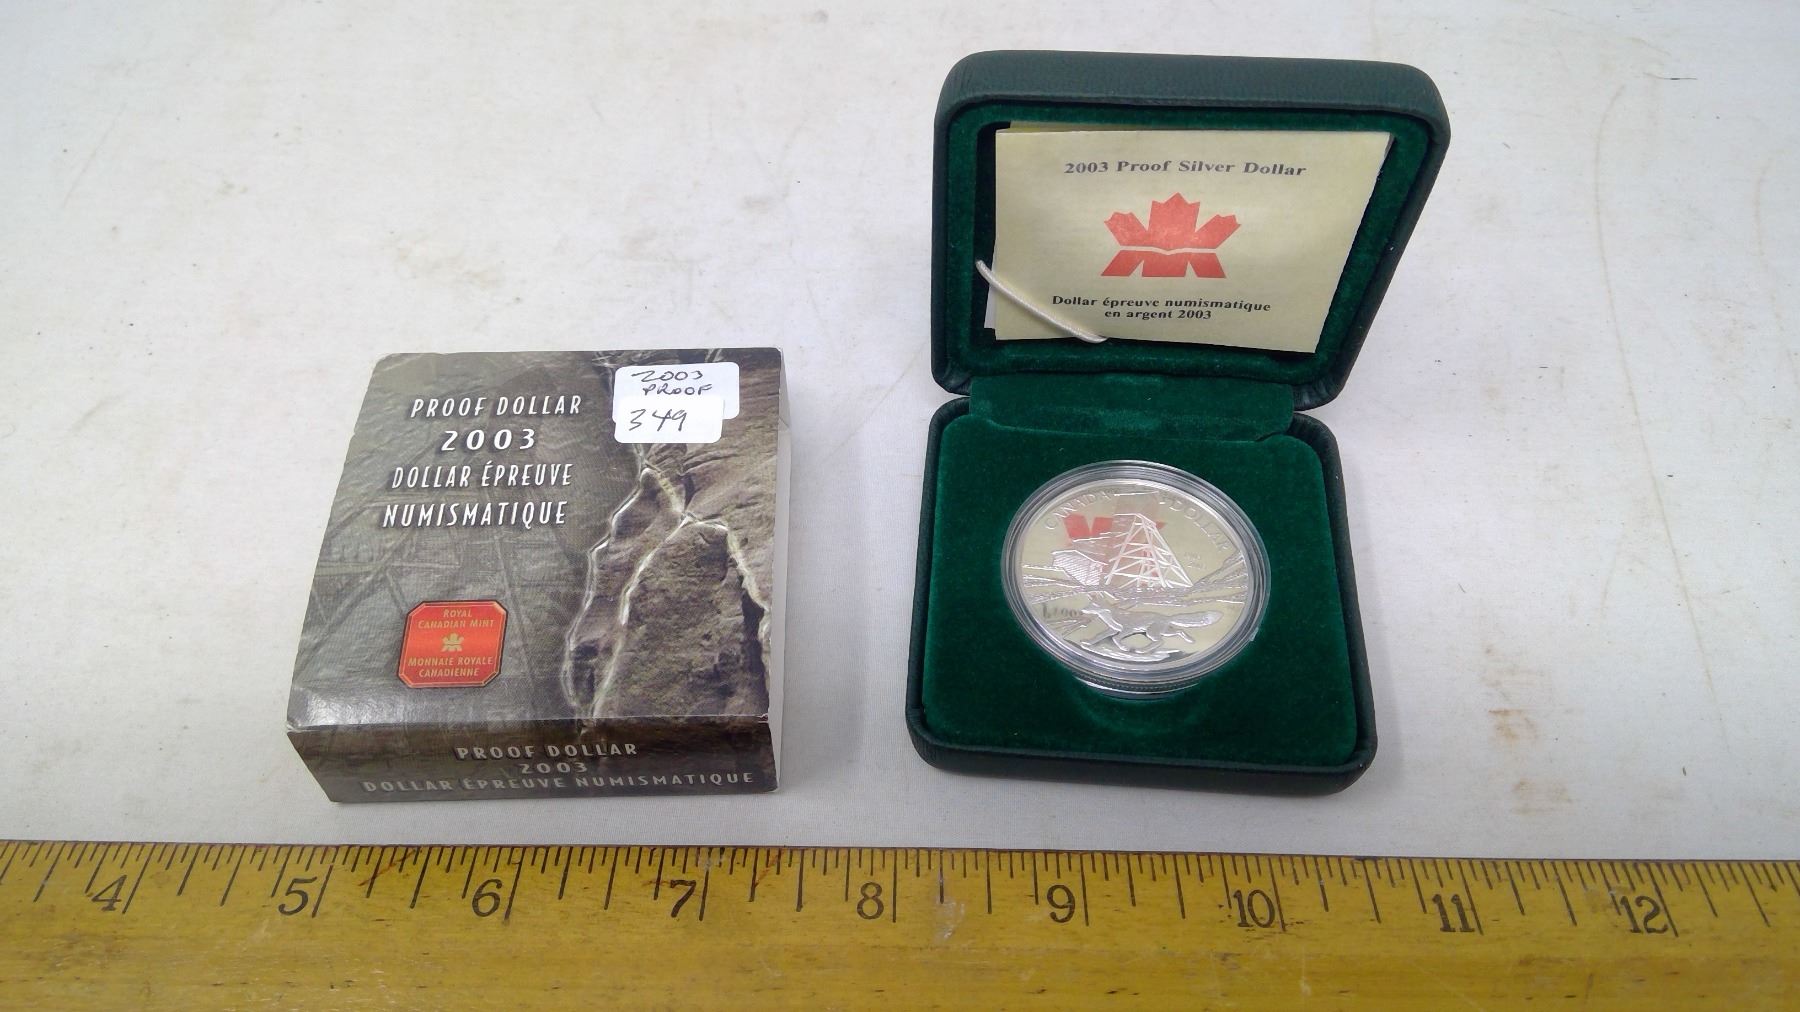 PROOF DOLLAR
2003
DOLLAR ÉPREUVE
NUMISMATIQUE
2003
PROOF
349
ROYAL
CANADIAN MINT
MONNAIE ROYALE
CANADIENNE
PROOF DOLLAR
2003
DOLLAR ÉPREUVE NUMISMATIQUE
2003 Proof Silver Dollar
Dollar épreuve numismatique
en argent 2003
CANADA DOLLAR
4 5 6 7 8 9 10 11 12